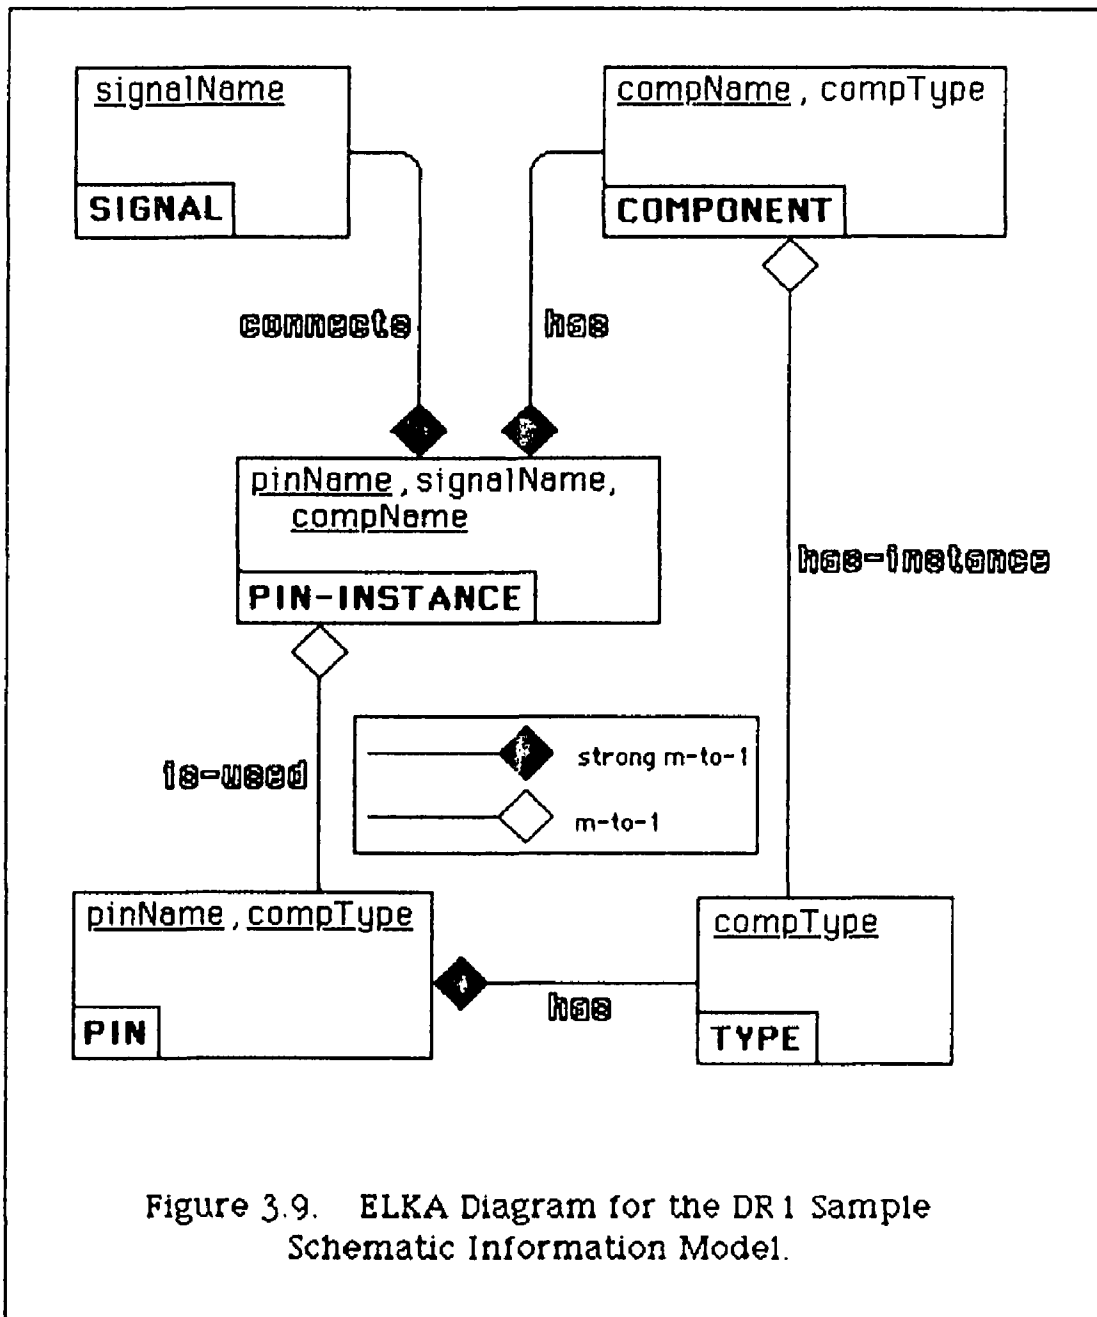 signalName
SIGNAL
compName, compType
COMPONENT
connects
has
pinName, signalName,
compName
PIN-INSTANCE
has-instance
is-used
strong m-to-1
m-to-1
pinName, compType
PIN
has
compType
TYPE
Figure 3.9. ELKA Diagram for the DR1 Sample
Schematic Information Model.